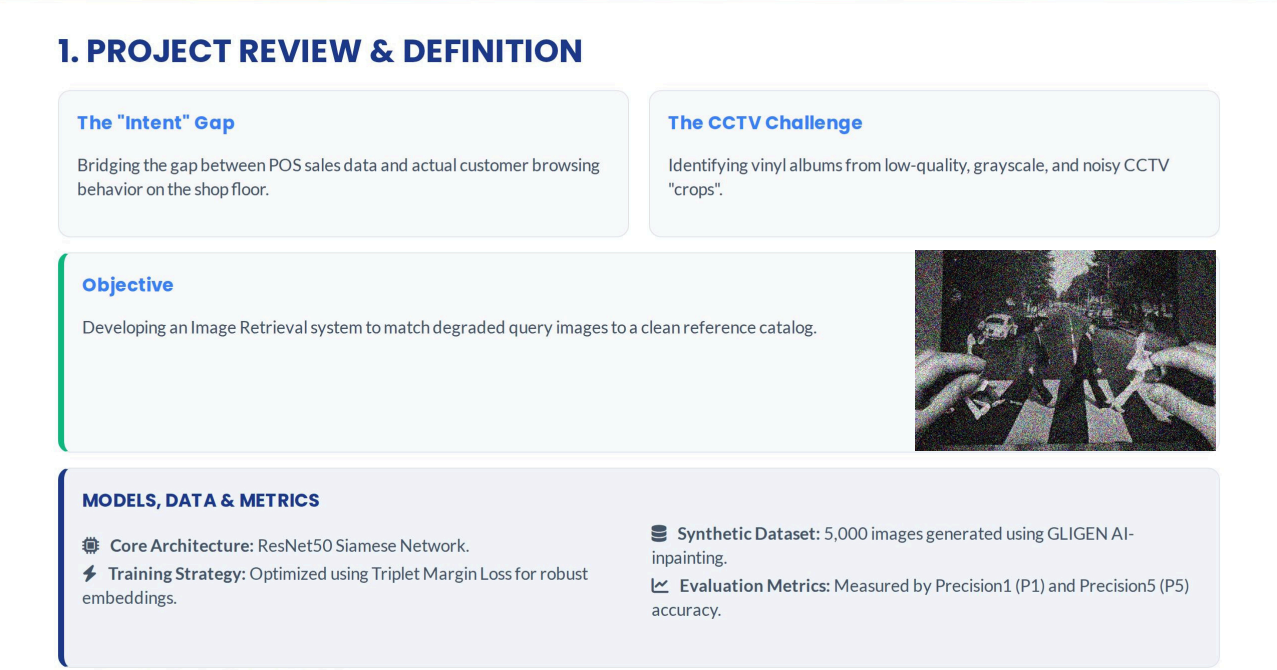 1. PROJECT REVIEW & DEFINITION
The "Intent" Gap
Bridging the gap between POS sales data and actual customer browsing
behavior on the shop floor.
The CCTV Challenge
Identifying vinyl albums from low-quality, grayscale, and noisy CCTV
"crops".
Objective
Developing an Image Retrieval system to match degraded query images to a clean reference catalog.
MODELS, DATA & METRICS
Core Architecture: ResNet50 Siamese Network.
Training Strategy: Optimized using Triplet Margin Loss for robust
embeddings.
Synthetic Dataset: 5,000 images generated using GLIGEN AI-
inpainting.
Evaluation Metrics: Measured by Precision1 (P1) and Precision5 (P5)
accuracy.